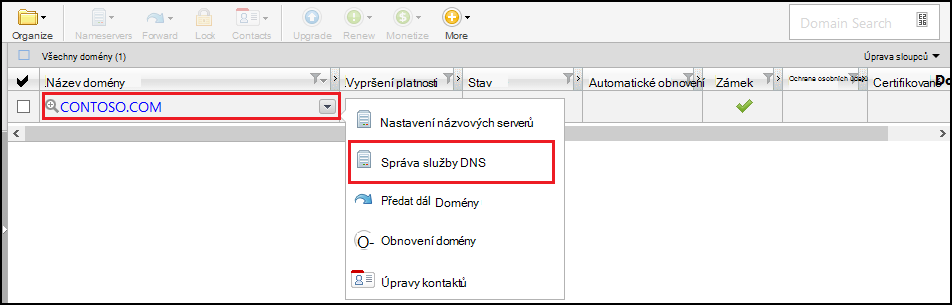 Organize Nameservers Forward Lock Contacts Upgrade Renew Monetize More Domain Search
Všechny domény (1) Úprava sloupců
Název domény Vypršení platnosti Stav Automatické obnovení Zámek Ochrana osobních údajů Certifikováno Do
CONTOSO.COM
Nastavení názvových serverů
Správa služby DNS
Předat dál Domény
O- Obnovení domény
Úpravy kontaktů